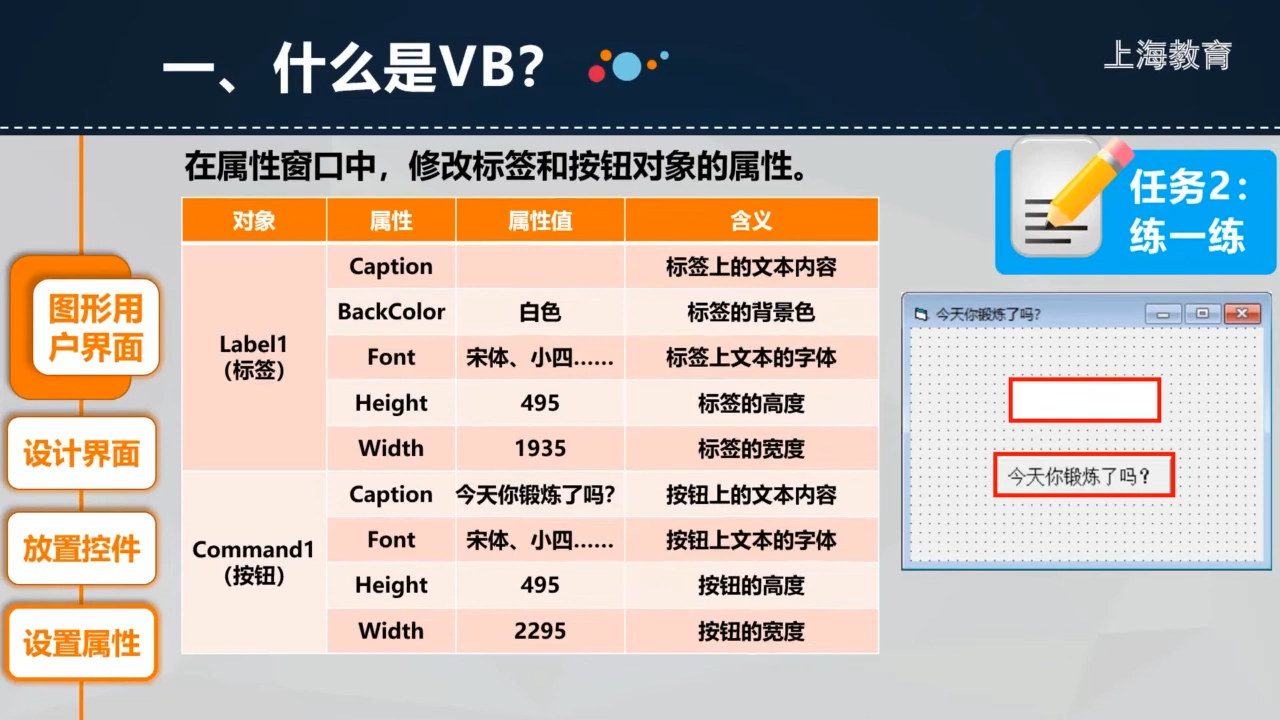 一、什么是VB?
上海教育
在属性窗口中，修改标签和按钮对象的属性。
任务2：
练一练
图形用
户界面
设计界面
放置控件
设置属性
对象 属性 属性值 含义
Label1
（标签）
Caption 标签上的文本内容
BackColor 白色 标签的背景色
Font 宋体、小四…… 标签上文本的字体
Height 495 标签的高度
Width 1935 标签的宽度
Command1
（按钮）
Caption 今天你锻炼了吗? 按钮上的文本内容
Font 宋体、小四…… 按钮上文本的字体
Height 495 按钮的高度
Width 2295 按钮的宽度
今天你锻炼了吗?
今天你锻炼了吗？